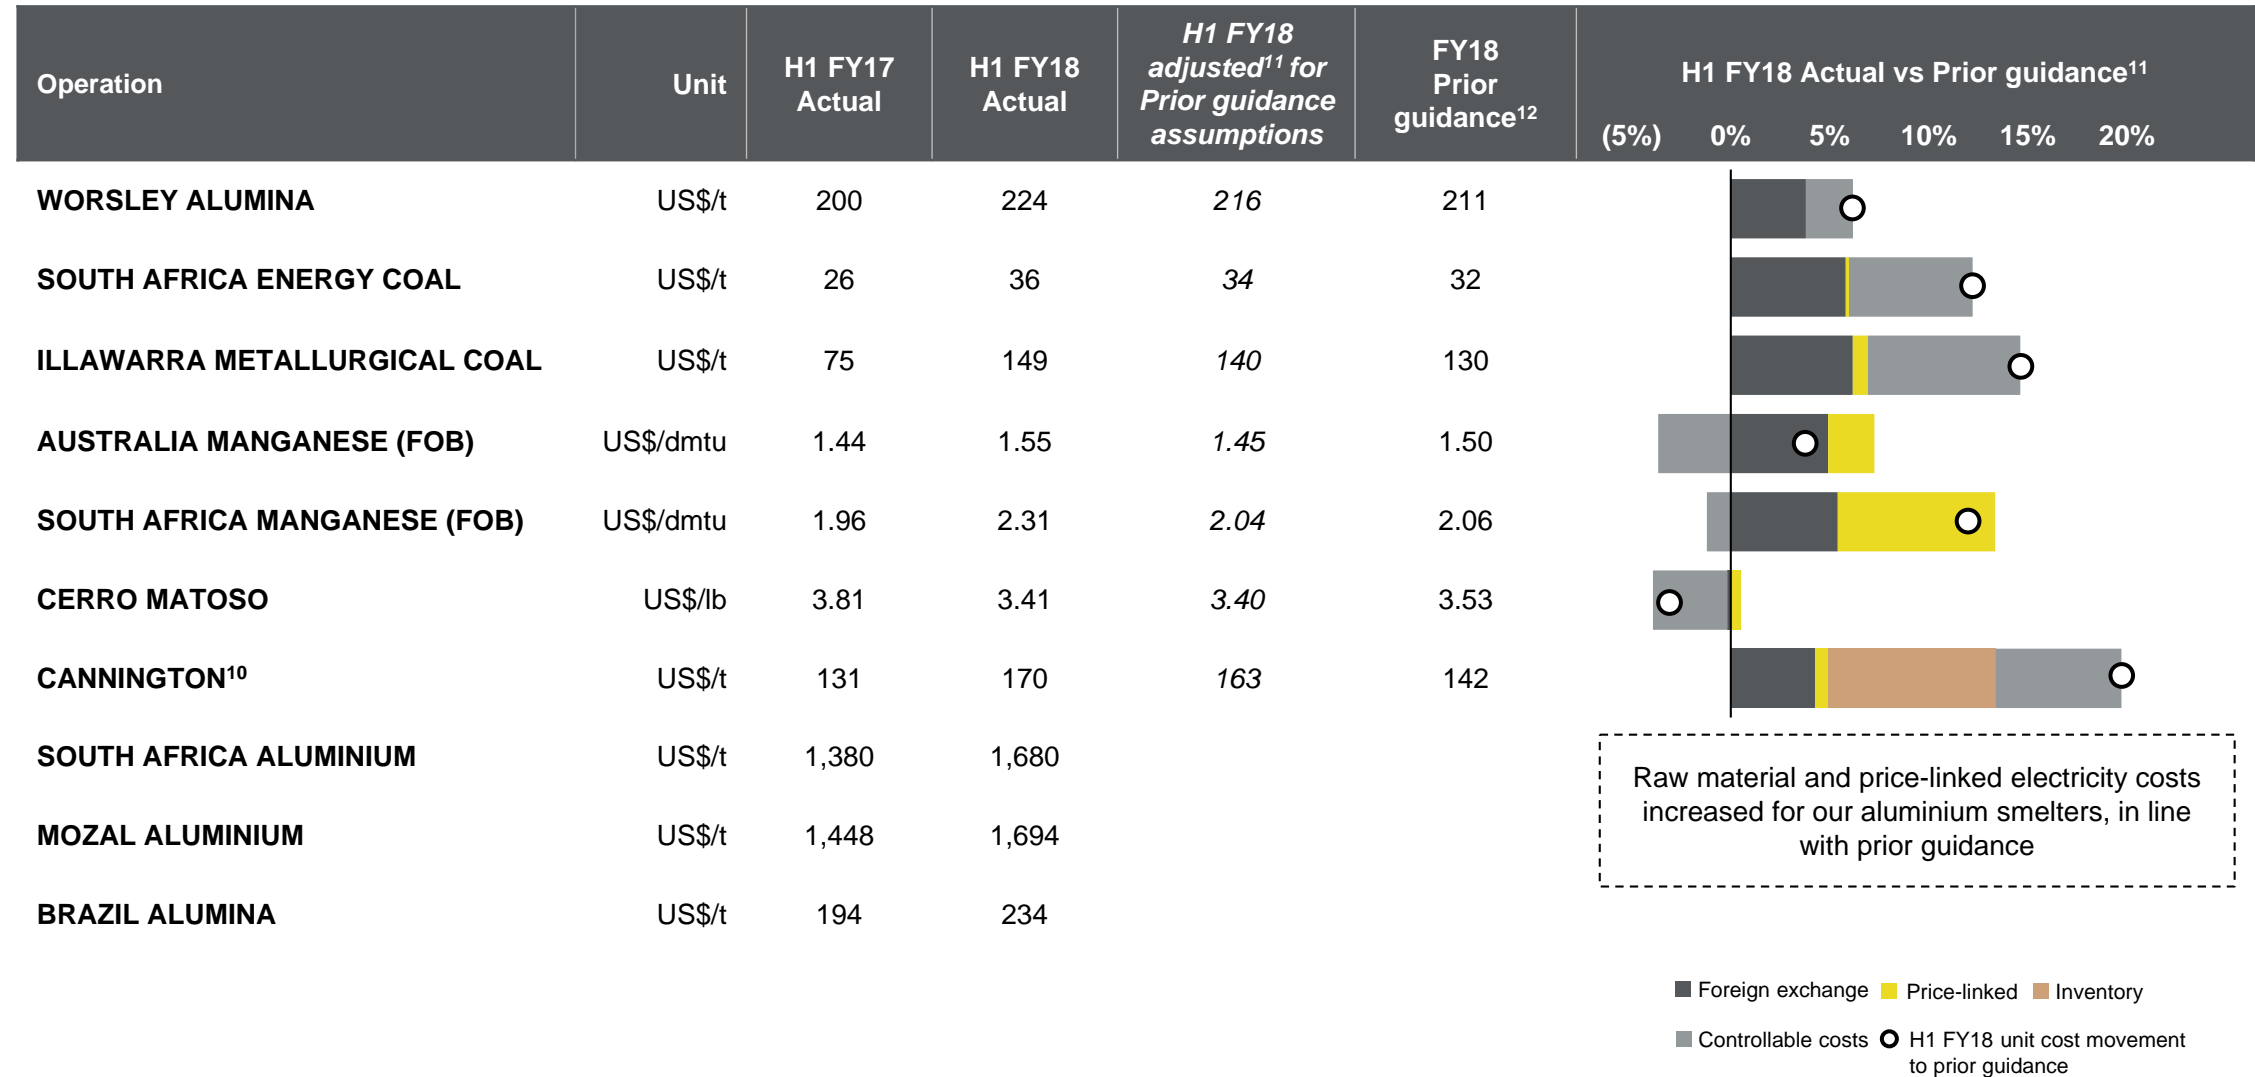 Operation
Unit
H1 FY17
Actual
H1 FY18
Actual
H1 FY18
adjusted11 for
Prior guidance
assumptions
FY18
Prior
guidance12
H1 FY18 Actual vs Prior guidance11
(5%) 0% 5% 10% 15% 20%
WORSLEY ALUMINA US$/t 200 224 216 211
SOUTH AFRICA ENERGY COAL US$/t 26 36 34 32
ILLAWARRA METALLURGICAL COAL US$/t 75 149 140 130
AUSTRALIA MANGANESE (FOB) US$/dmtu 1.44 1.55 1.45 1.50
SOUTH AFRICA MANGANESE (FOB) US$/dmtu 1.96 2.31 2.04 2.06
CERRO MATOSO US$/lb 3.81 3.41 3.40 3.53
CANNINGTON10 US$/t 131 170 163 142
SOUTH AFRICA ALUMINIUM US$/t 1,380 1,680
MOZAL ALUMINIUM US$/t 1,448 1,694
BRAZIL ALUMINA US$/t 194 234
Raw material and price-linked electricity costs
increased for our aluminium smelters, in line
with prior guidance
Foreign exchange Price-linked Inventory
Controllable costs H1 FY18 unit cost movement
to prior guidance